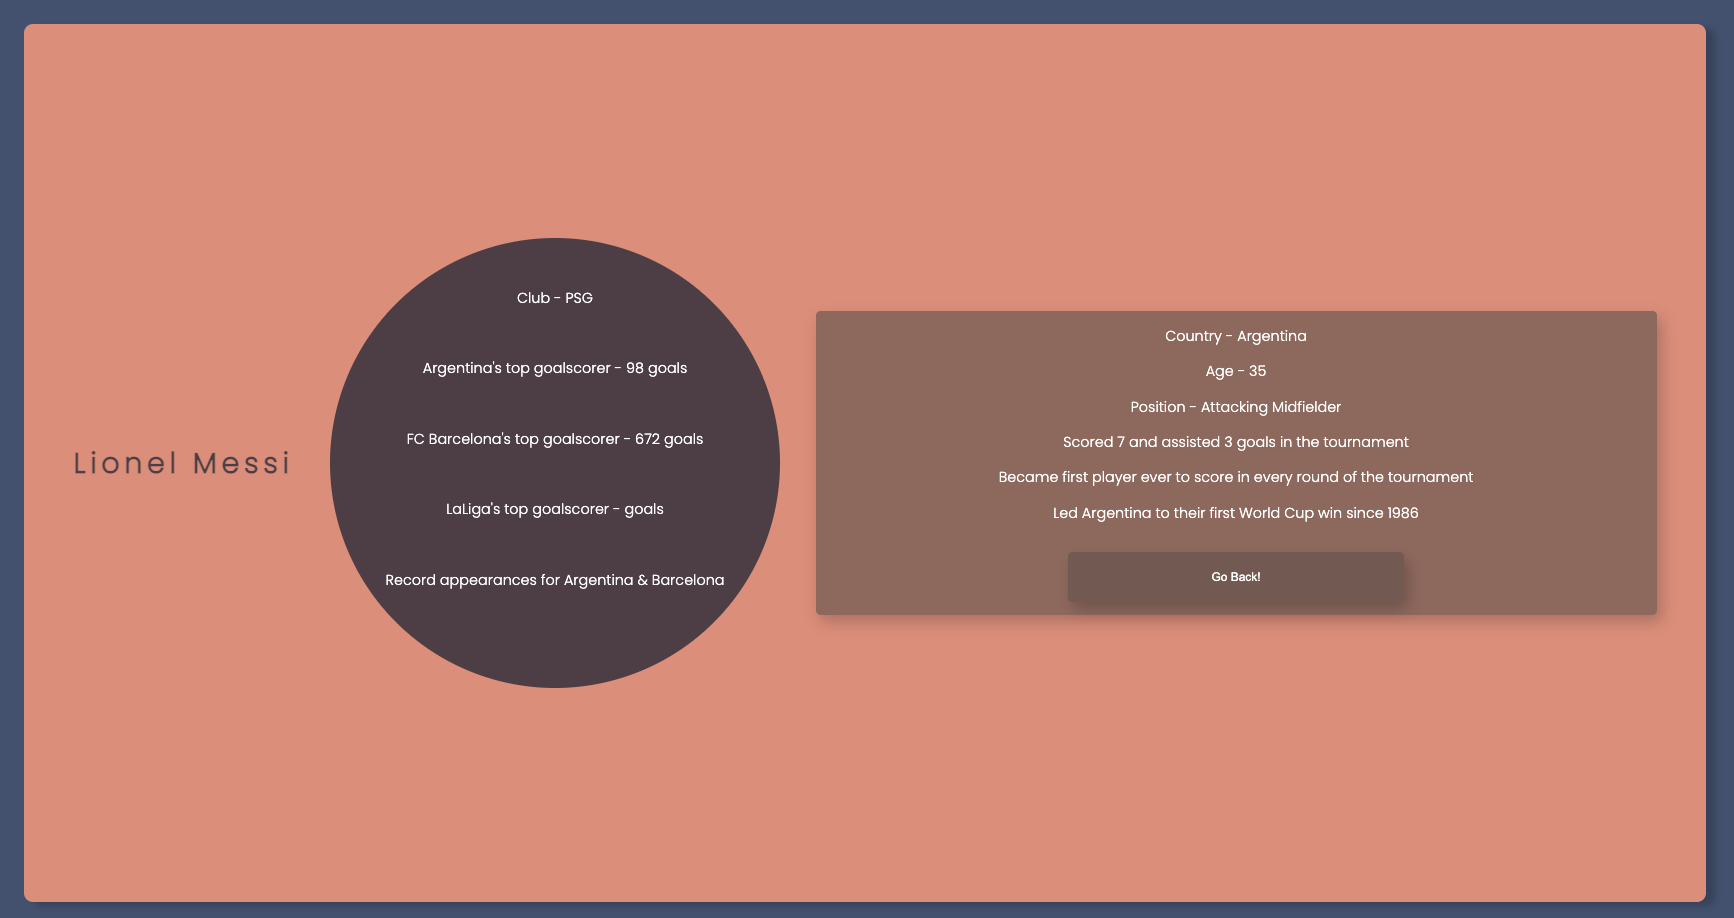 Lionel Messi
Club - PSG
Argentina's top goalscorer - 98 goals
FC Barcelona's top goalscorer - 672 goals
LaLiga's top goalscorer - goals
Record appearances for Argentina & Barcelona
Country - Argentina
Age - 35
Position - Attacking Midfielder
Scored 7 and assisted 3 goals in the tournament
Became first player ever to score in every round of the tournament
Led Argentina to their first World Cup win since 1986
Go Back!